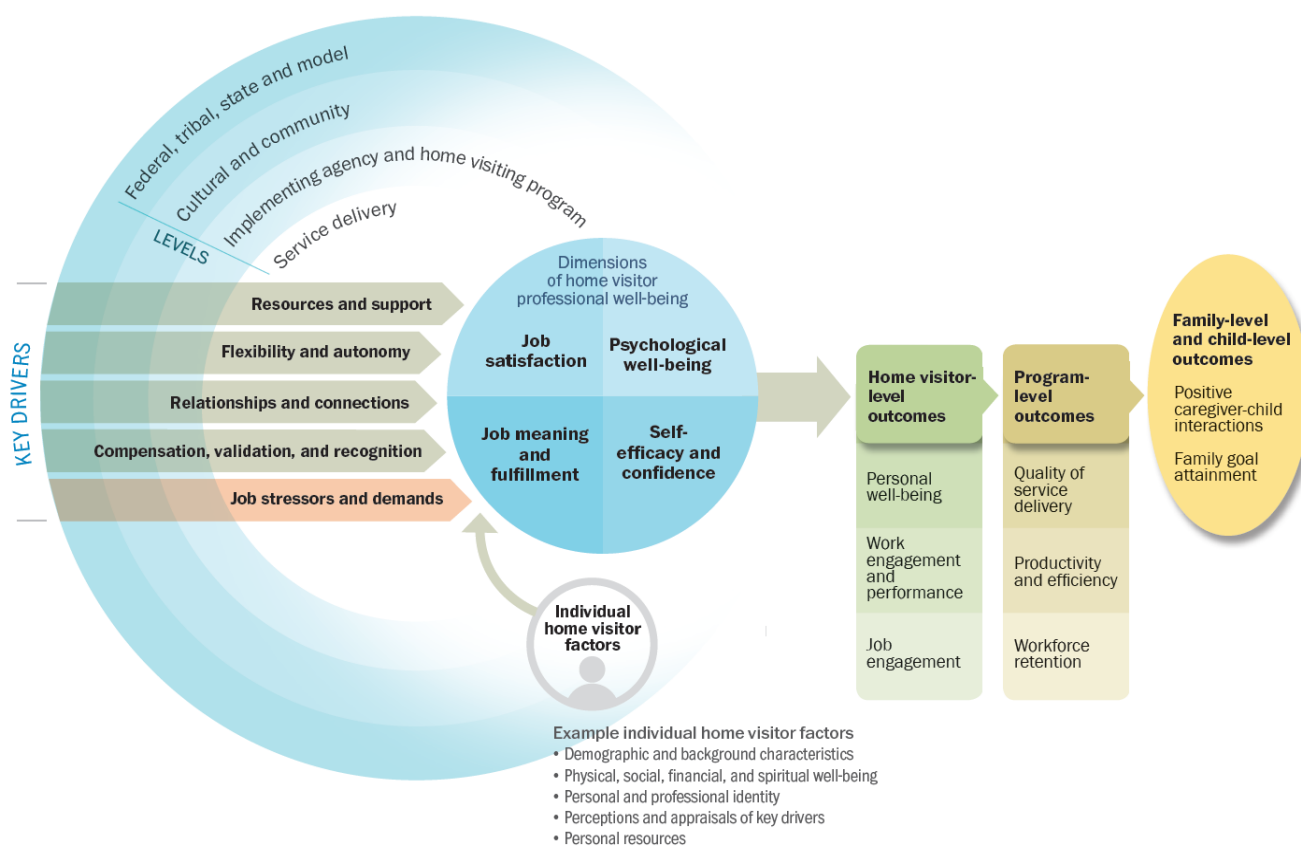 Federal, tribal, state and model
Cultural and community
Implementing agency and home visiting program
Service delivery
LEVELS
KEY DRIVERS
Resources and support
Flexibility and autonomy
Relationships and connections
Compensation, validation, and recognition
Job stressors and demands
Dimensions
of home visitor
professional well-being
Job
satisfaction
Psychological
well-being
Job meaning
and
fulfillment
Self-
efficacy and
confidence
Individual
home visitor
factors
Example individual home visitor factors
• Demographic and background characteristics
• Physical, social, financial, and spiritual well-being
• Personal and professional identity
• Perceptions and appraisals of key drivers
• Personal resources
Home visitor-
level
outcomes
Personal
well-being
Work
engagement
and
performance
Job
engagement
Program-
level
outcomes
Quality of
service
delivery
Productivity
and efficiency
Workforce
retention
Family-level
and child-level
outcomes
Positive
caregiver-child
interactions
Family goal
attainment